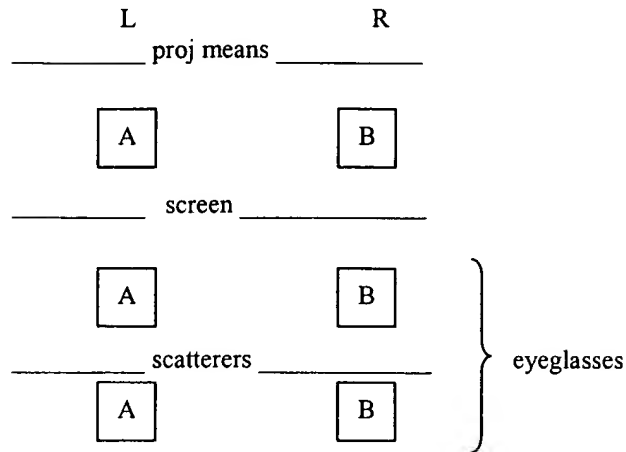 L R
proj means
A B
screen
A B
scatterers
eyeglasses
A B